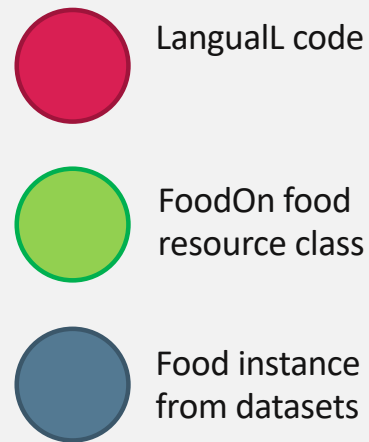 LangualL code
FoodOn food
resource class
Food instance
from datasets